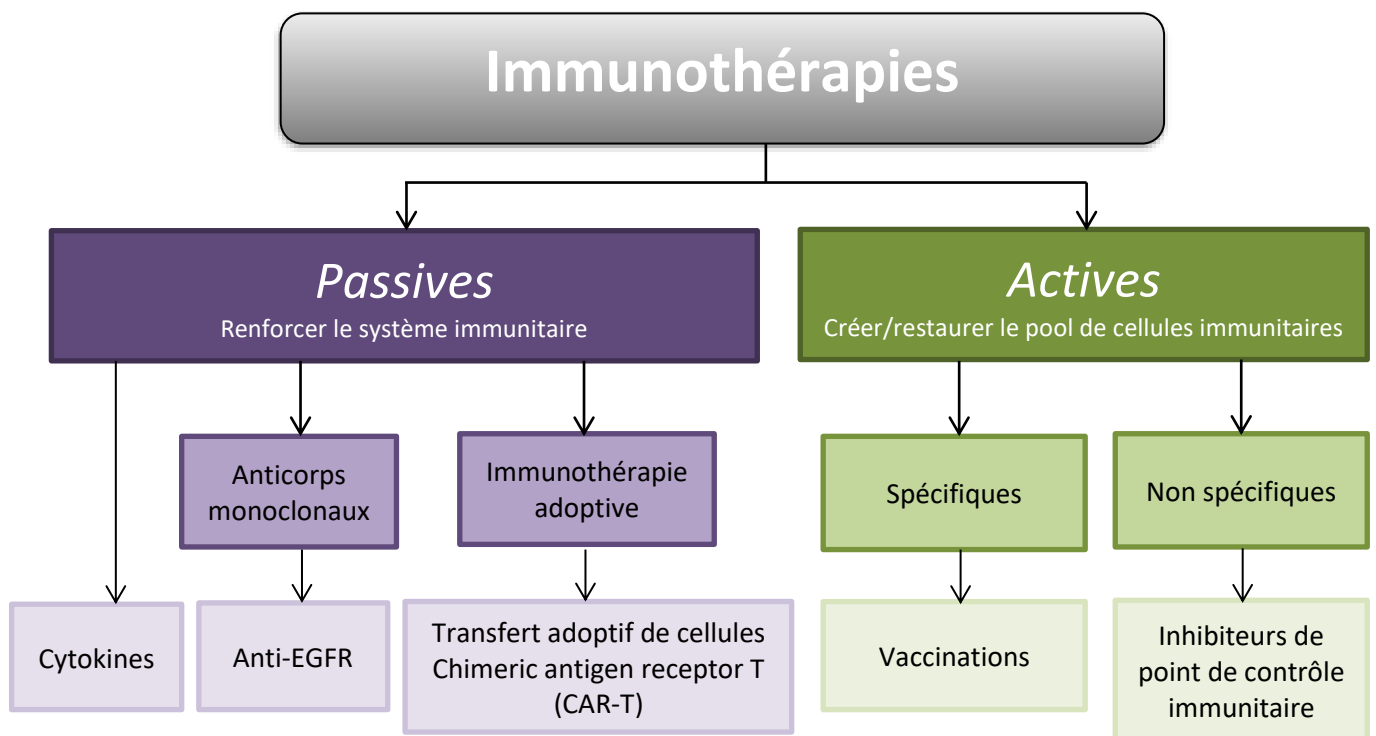 Immunothérapies
Passives
Renforcer le système immunitaire
Actives
Créer/restaurer le pool de cellules immunitaires
Anticorps
monoclonaux
Immunothérapie
adoptive
Spécifiques
Non spécifiques
Cytokines
Anti-EGFR
Transfert adoptif de cellules
Chimeric antigen receptor T
(CAR-T)
Vaccinations
Inhibiteurs de
point de contrôle
immunitaire